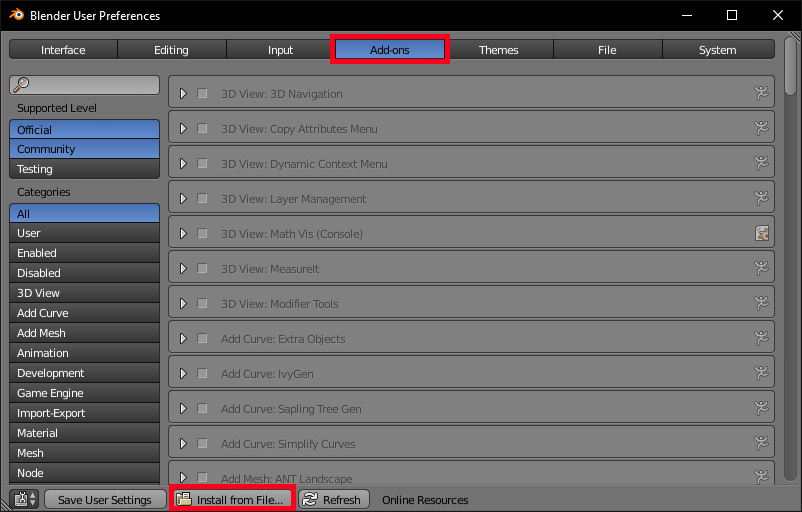 Blender User Preferences
Interface Editing Input Add-ons Themes File System
Supported Level
Official
Community
Testing
Categories
All
User
Enabled
Disabled
3D View
Add Curve
Add Mesh
Animation
Development
Game Engine
Import-Export
Material
Mesh
Node
3D View: 3D Navigation
3D View: Copy Attributes Menu
3D View: Dynamic Context Menu
3D View: Layer Management
3D View: Math Vis (Console)
3D View: MeasureIt
3D View: Modifier Tools
Add Curve: Extra Objects
Add Curve: IvyGen
Add Curve: Sapling Tree Gen
Add Curve: Simplify Curves
Add Mesh: ANT Landscape
Save User Settings Install from File... Refresh Online Resources